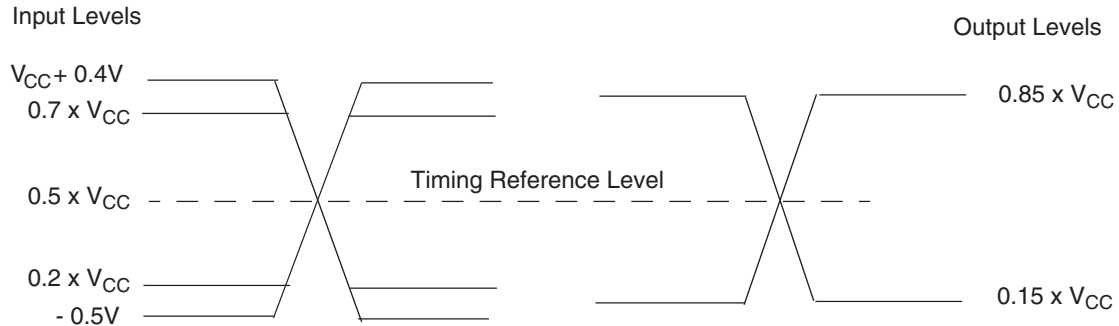 Input Levels
Output Levels
VCC + 0.4V
0.7 x VCC
0.85 x VCC
Timing Reference Level
0.5 x VCC
0.2 x VCC
0.15 x VCC
- 0.5V